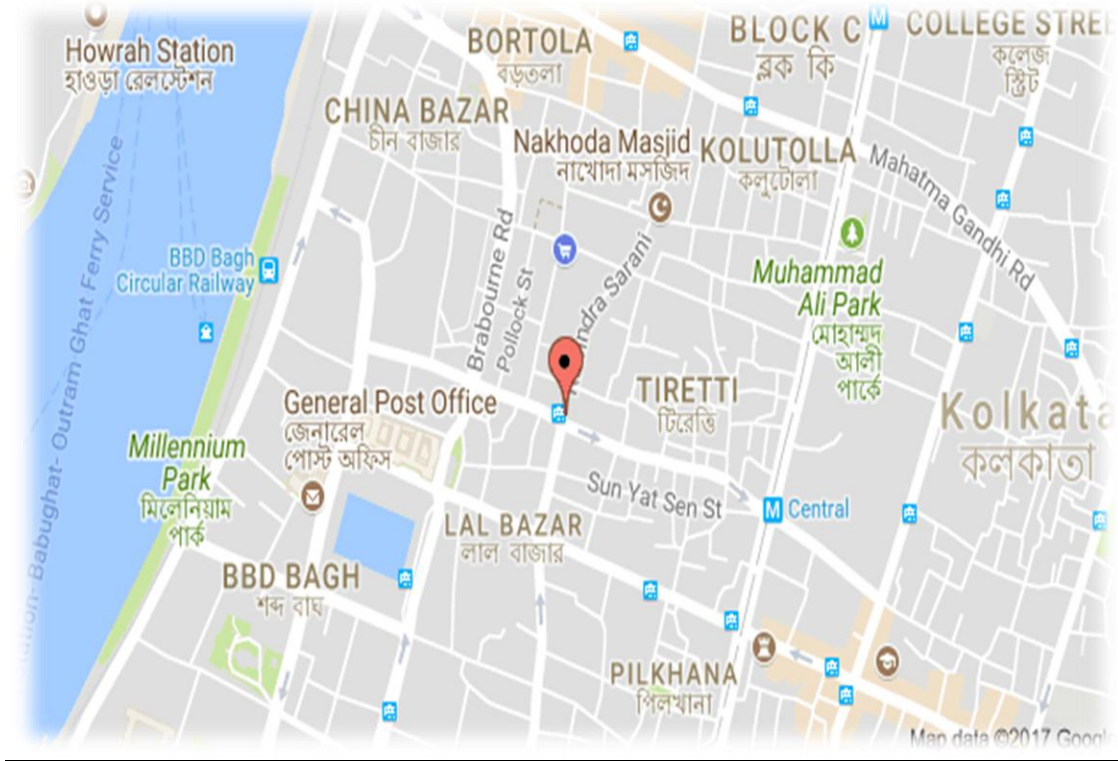 Howrah Station
হাওড়া রেলস্টেশন
BORTOLA
বড়তলা
BLOCK C
ব্লক কি
COLLEGE STREE
কলেজ
স্ট্রিট
CHINA BAZAR
চীন বাজার
Nakhoda Masjid
নাখোদা মসজিদ
KOLUTOLLA
কলুটোলা
Mahatma Gandhi Rd
BBD Bagh
Circular Railway
Brabourne Rd
Pollock St
ndra Sarani
Muhammad
Ali Park
মোহাম্মদ
আলী
পার্কে
Station- Babughat- Outram Ghat Ferry Service
General Post Office
জেনারেল
পোস্ট অফিস
TIRETTI
টিরেত্তি
Kolkata
কলকাতা
Millennium
Park
মিলেনিয়াম
পার্ক
Sun Yat Sen St
M Central
LAL BAZAR
লাল বাজার
BBD BAGH
শব্দ বাঘ
PILKHANA
পিলখানা
Map data ©2017 Googl